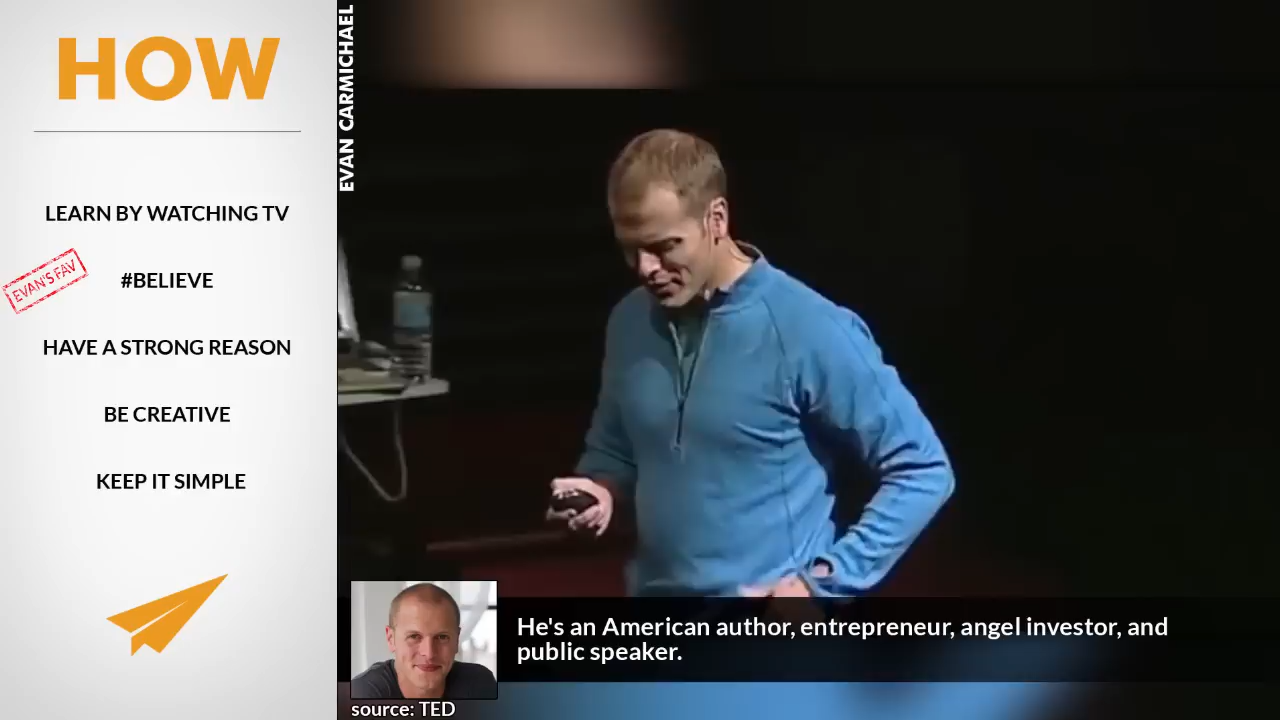 HOW
LEARN BY WATCHING TV
EVAN'S FAV
#BELIEVE
HAVE A STRONG REASON
BE CREATIVE
KEEP IT SIMPLE
EVAN CARMICHAEL
He's an American author, entrepreneur, angel investor, and
public speaker.
source: TED